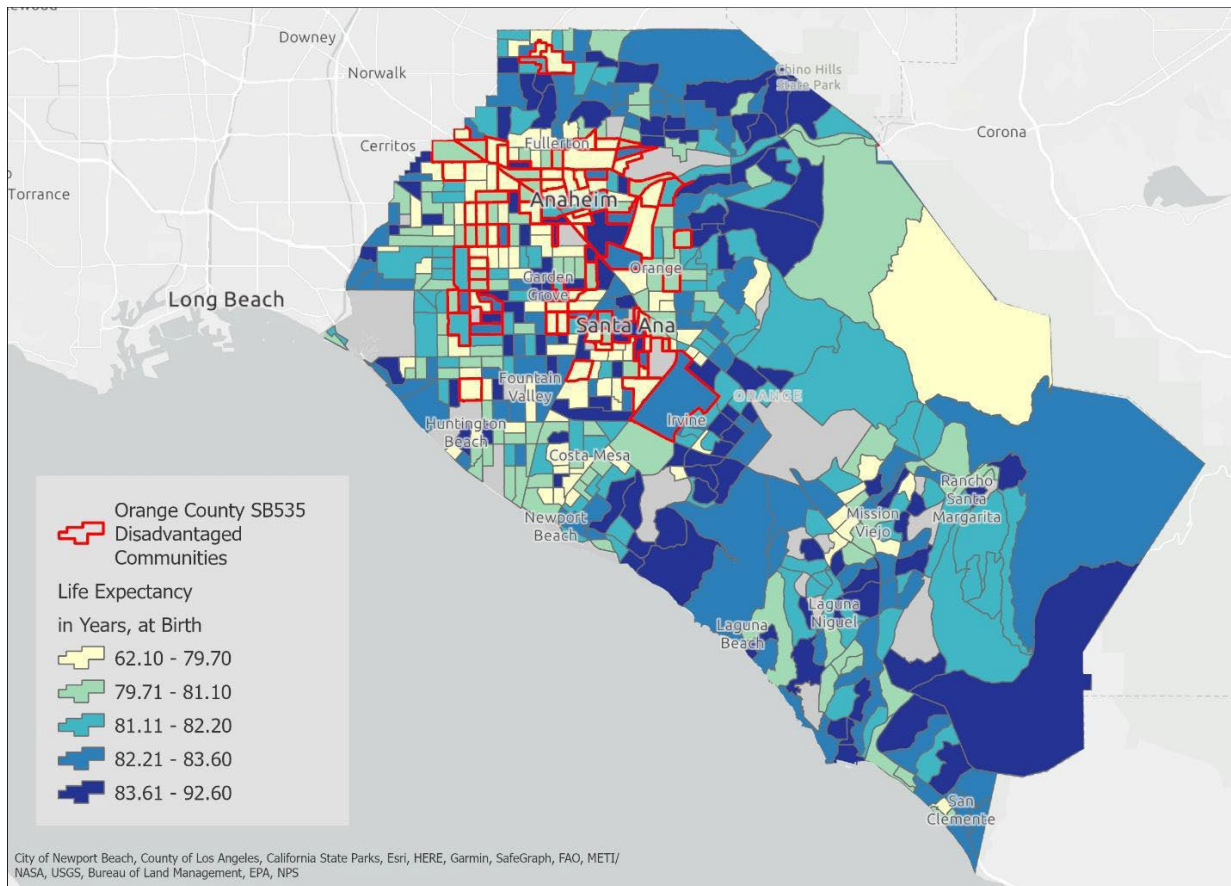 Downey
Norwalk
Chino Hills
State Park
Corona
Cerritos
Fullerton
Torrance
Anaheim
Orange
Long Beach
Garden
Grove
Santa Ana
Fountain
Valley
ORANGE
Irvine
Huntington
Beach
Costa Mesa
Rancho
Santa
Margarita
Newport
Beach
Mission
Viejo
Laguna
Niguel
Laguna
Beach
San
Clemente
Orange County SB535
Disadvantaged
Communities
Life Expectancy
in Years, at Birth
62.10 - 79.70
79.71 - 81.10
81.11 - 82.20
82.21 - 83.60
83.61 - 92.60
City of Newport Beach, County of Los Angeles, California State Parks, Esri, HERE, Garmin, SafeGraph, FAO, METI/
NASA, USGS, Bureau of Land Management, EPA, NPS